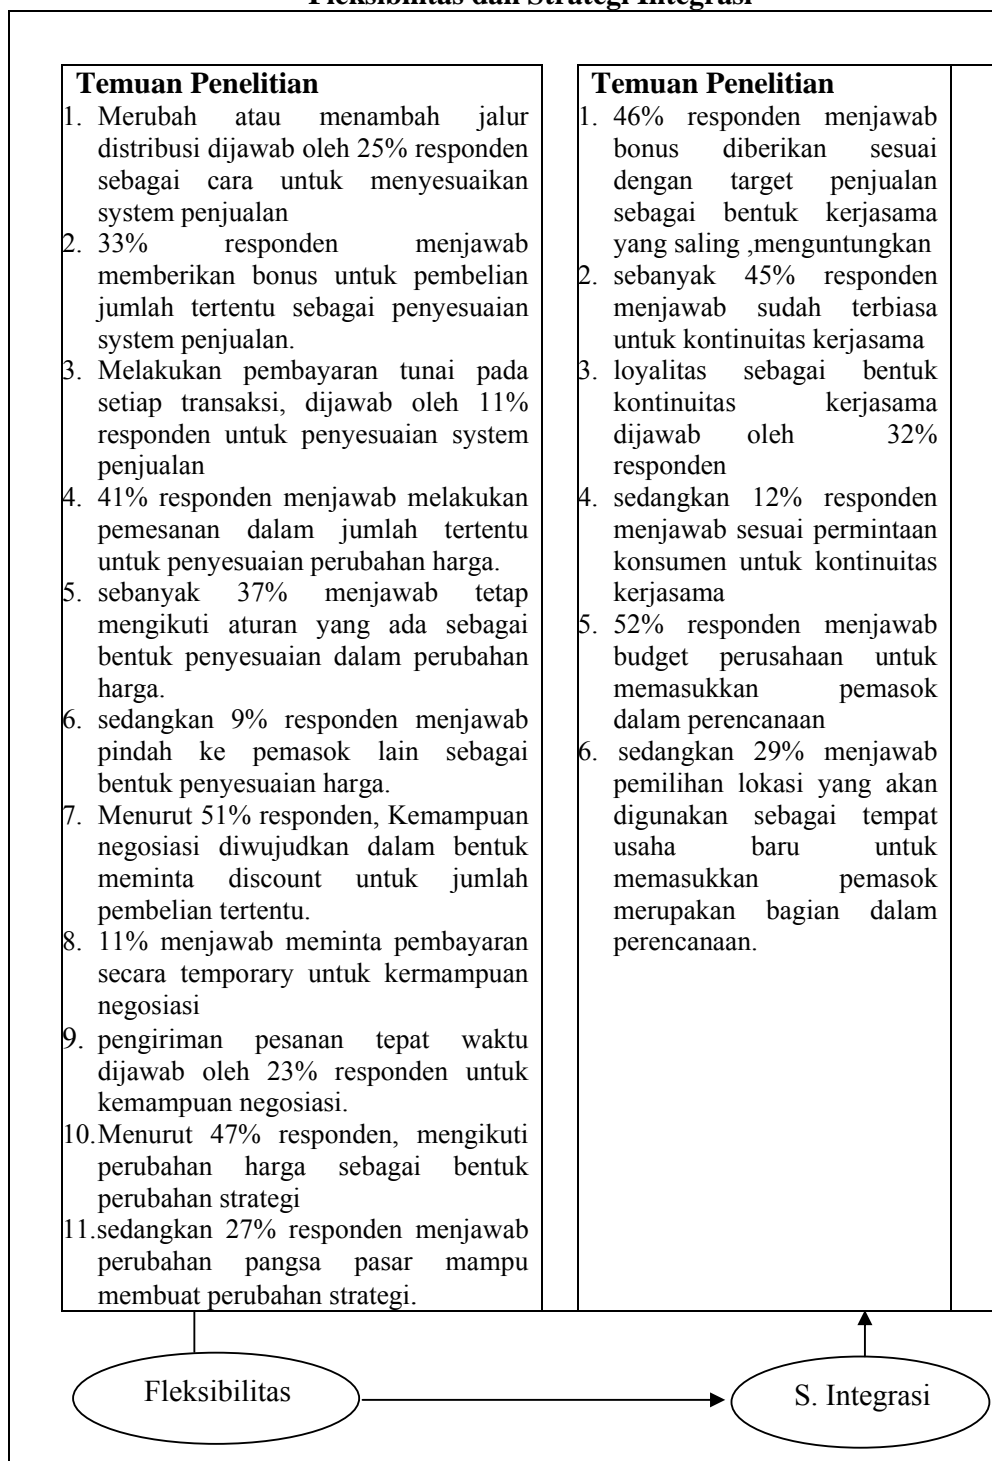 Fleksibilitas dan Strategi Integrasi
Temuan Penelitian
1. Merubah atau menambah jalur
distribusi dijawab oleh 25% responden
sebagai cara untuk menyesuaikan
system penjualan
2. 33% responden menjawab
memberikan bonus untuk pembelian
jumlah tertentu sebagai penyesuaian
system penjualan.
3. Melakukan pembayaran tunai pada
setiap transaksi, dijawab oleh 11%
responden untuk penyesuaian system
penjualan
4. 41% responden menjawab melakukan
pemesanan dalam jumlah tertentu
untuk penyesuaian perubahan harga.
5. sebanyak 37% menjawab tetap
mengikuti aturan yang ada sebagai
bentuk penyesuaian dalam perubahan
harga.
6. sedangkan 9% responden menjawab
pindah ke pemasok lain sebagai
bentuk penyesuaian harga.
7. Menurut 51% responden, Kemampuan
negosiasi diwujudkan dalam bentuk
meminta discount untuk jumlah
pembelian tertentu.
8. 11% menjawab meminta pembayaran
secara temporary untuk kermampuan
negosiasi
9. pengiriman pesanan tepat waktu
dijawab oleh 23% responden untuk
kemampuan negosiasi.
10.Menurut 47% responden, mengikuti
perubahan harga sebagai bentuk
perubahan strategi
11.sedangkan 27% responden menjawab
perubahan pangsa pasar mampu
membuat perubahan strategi.
Temuan Penelitian
1. 46% responden menjawab
bonus diberikan sesuai
dengan target penjualan
sebagai bentuk kerjasama
yang saling ,menguntungkan
2. sebanyak 45% responden
menjawab sudah terbiasa
untuk kontinuitas kerjasama
3. loyalitas sebagai bentuk
kontinuitas kerjasama
dijawab oleh 32%
responden
4. sedangkan 12% responden
menjawab sesuai permintaan
konsumen untuk kontinuitas
kerjasama
5. 52% responden menjawab
budget perusahaan untuk
memasukkan pemasok
dalam perencanaan
6. sedangkan 29% menjawab
pemilihan lokasi yang akan
digunakan sebagai tempat
usaha baru untuk
memasukkan pemasok
merupakan bagian dalam
perencanaan.
Fleksibilitas
S. Integrasi